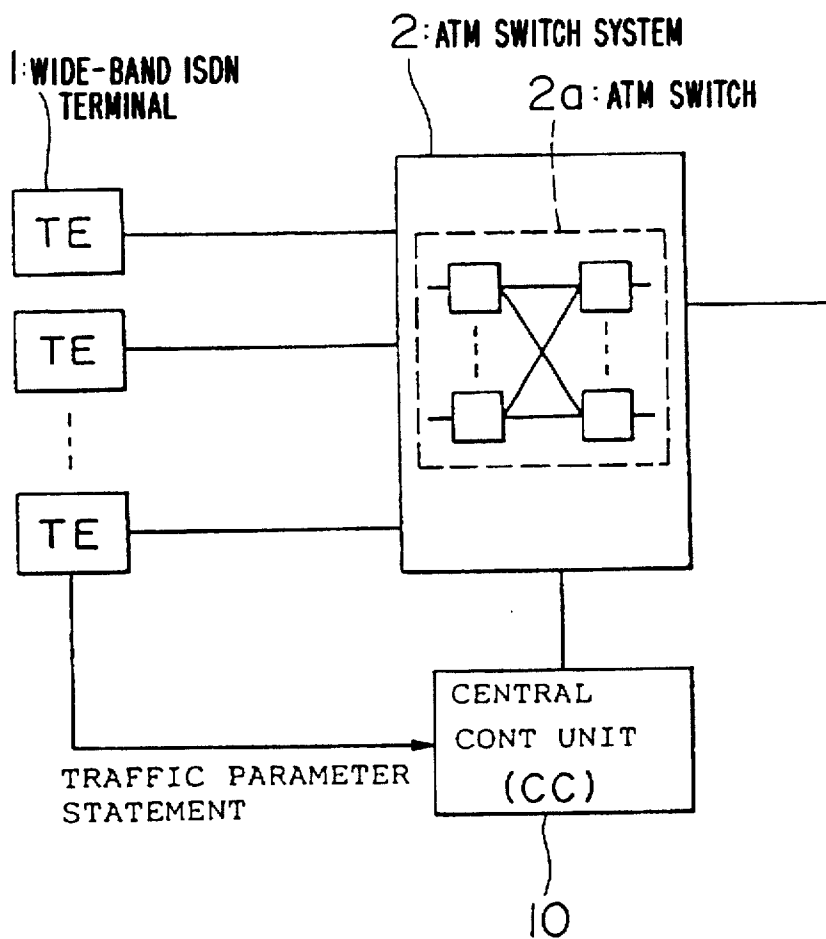 2:ATM SWITCH SYSTEM
1:WIDE-BAND ISDN
TERMINAL
2a:ATM SWITCH
TE
TE
TE
CENTRAL
CONT UNIT
(CC)
TRAFFIC PARAMETER
STATEMENT
10